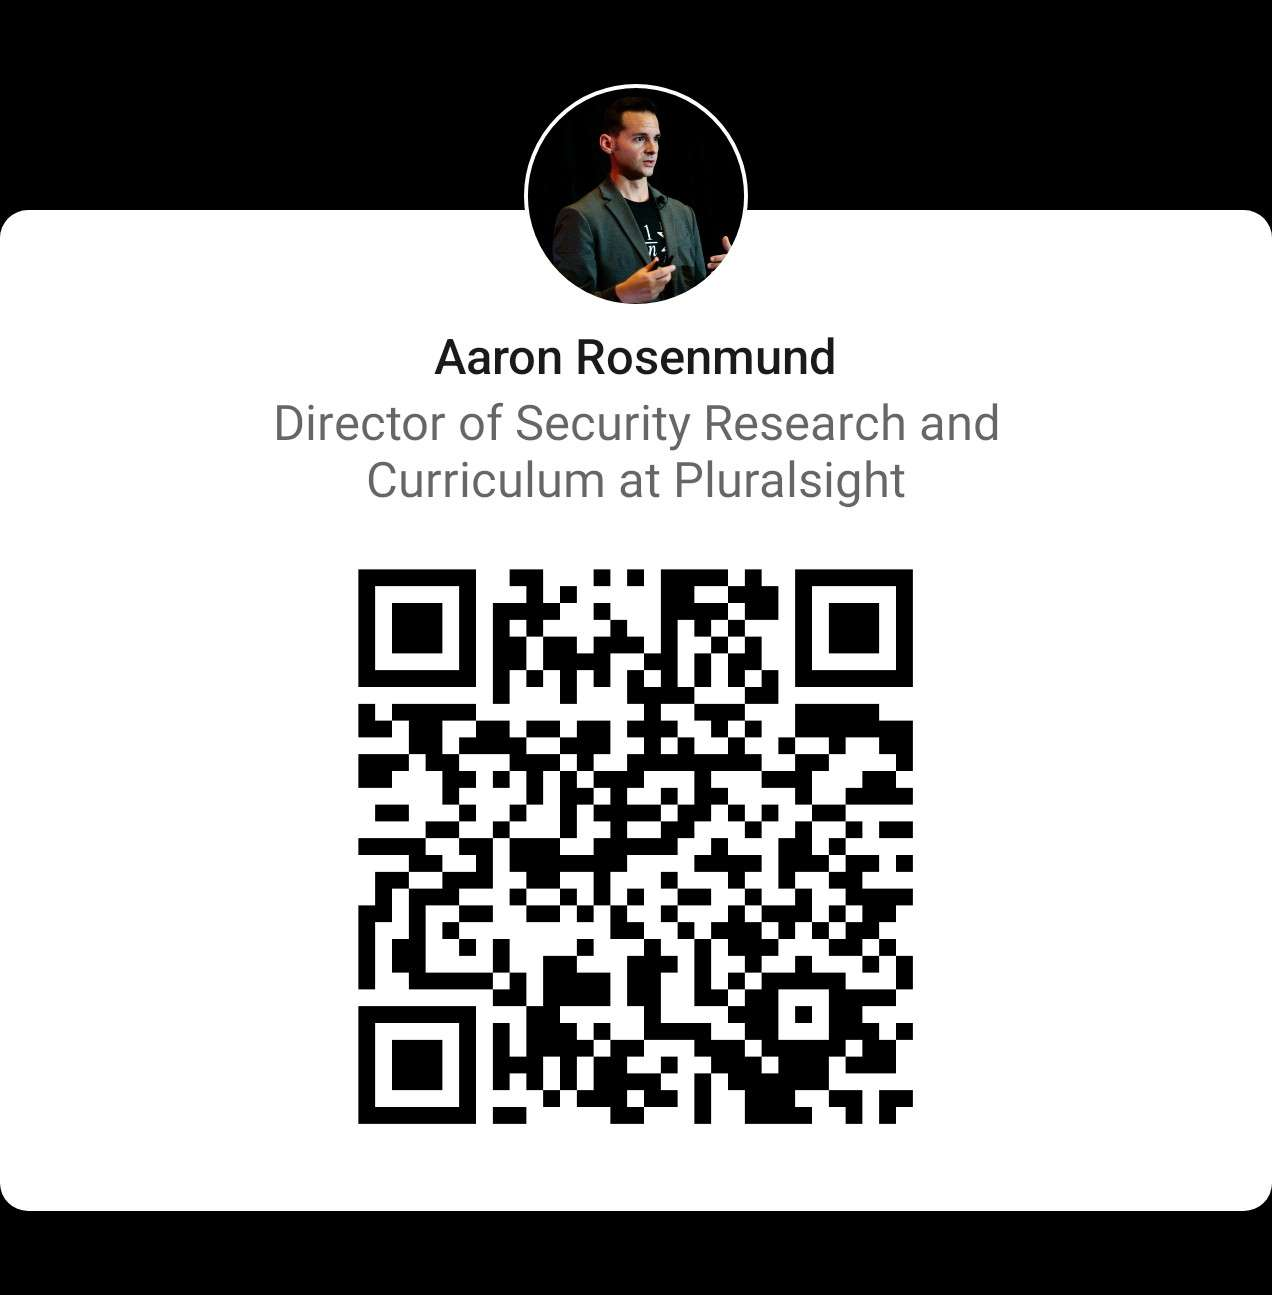 Aaron Rosenmund
Director of Security Research and
Curriculum at Pluralsight